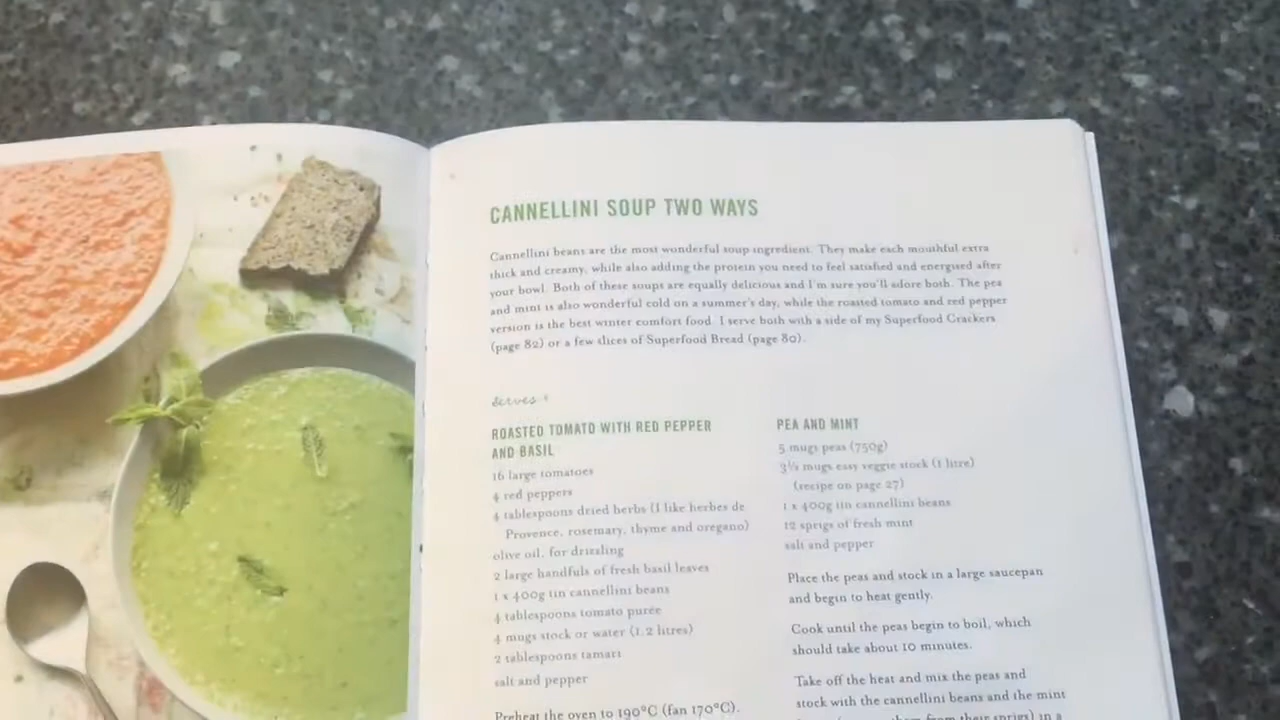 CANNELLINI SOUP TWO WAYS
Cannellini beans are the most wonderful soup ingredient. They make each mouthful extra
thick and creamy, while also adding the protein you need to feel satisfied and energised after
your bowl. Both of these soups are equally delicious and I'm sure you'll adore both. The pea
and mint is also wonderful cold on a summer's day, while the roasted tomato and red pepper
version is the best winter comfort food. I serve both with a side of my Superfood Crackers
(page 82) or a few slices of Superfood Bread (page 80).
Serves 4
ROASTED TOMATO WITH RED PEPPER
AND BASIL
16 large tomatoes
4 red peppers
4 tablespoons dried herbs (I like herbes de
Provence, rosemary, thyme and oregano)
olive oil, for drizzling
2 large handfuls of fresh basil leaves
1 x 400g tin cannellini beans
4 tablespoons tomato purée
4 mugs stock or water (1.2 litres)
2 tablespoons tamari
salt and pepper
Preheat the oven to 190°C (fan 170°C).
PEA AND MINT
5 mugs peas (750g)
3⅓ mugs easy veggie stock (1 litre)
(recipe on page 27)
1 x 400g tin cannellini beans
12 sprigs of fresh mint
salt and pepper
Place the peas and stock in a large saucepan
and begin to heat gently.
Cook until the peas begin to boil, which
should take about 10 minutes.
Take off the heat and mix the peas and
stock with the cannellini beans and the mint
them from their sprigs) in a